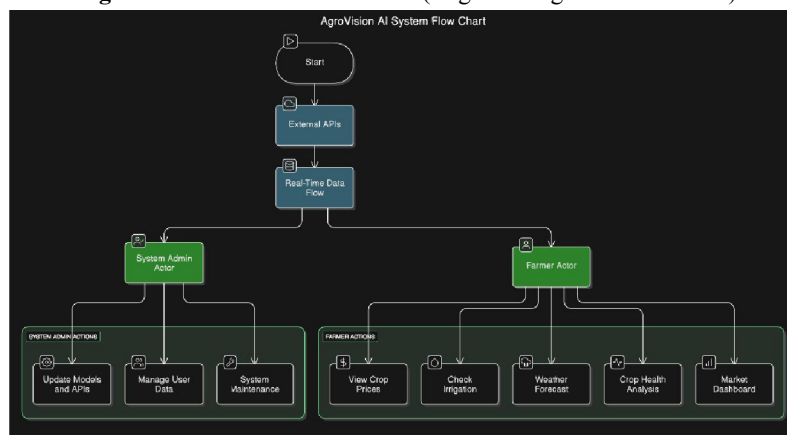 AgroVision AI System Flow Chart
Start
External APIs
Real-Time Data
Flow
System Admin
Actor
Farmer Actor
SYSTEM ADMIN ACTIONS
FARMER ACTIONS
Update Models
and APIs
Manage User
Data
System
Maintenance
View Crop
Prices
Check
Irrigation
Weather
Forecast
Crop Health
Analysis
Market
Dashboard